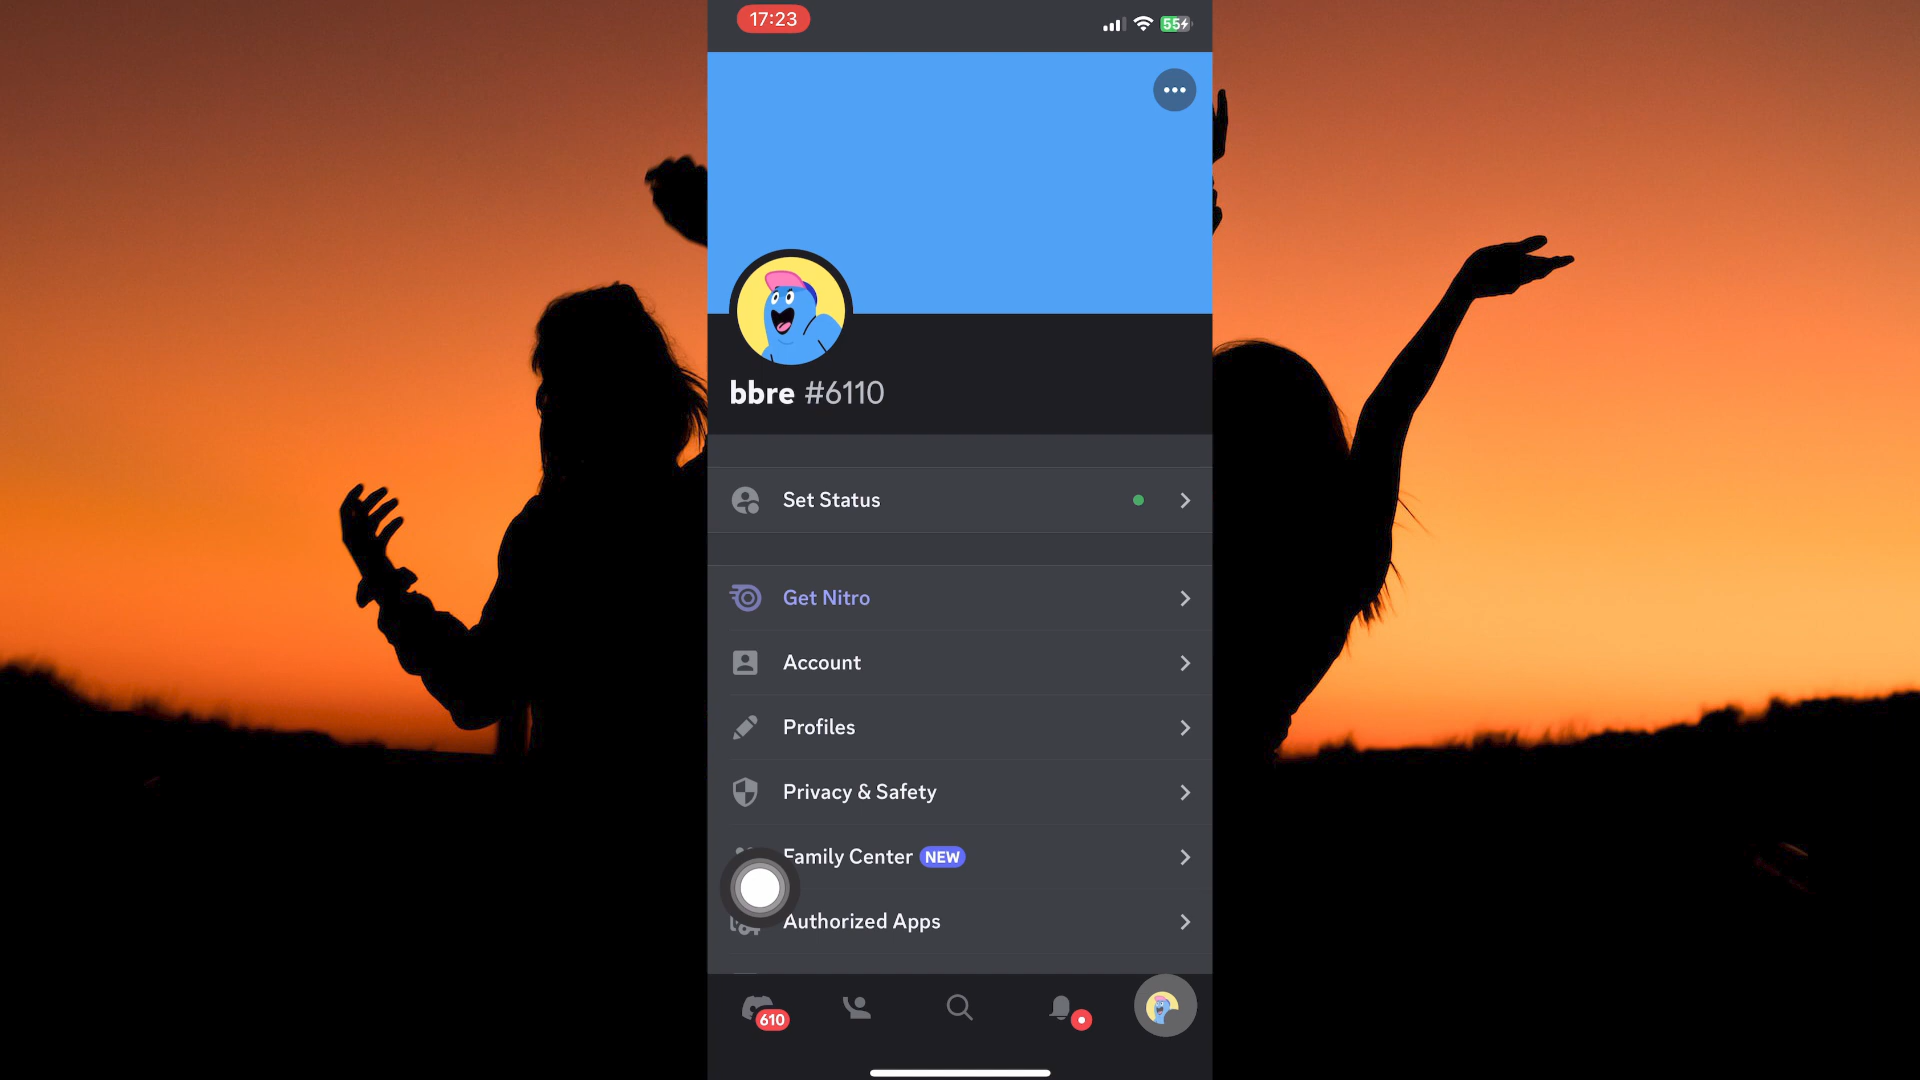 17:23
55
bbre #6110
Set Status
Get Nitro
Account
Profiles
Privacy & Safety
Family Center NEW
Authorized Apps
610